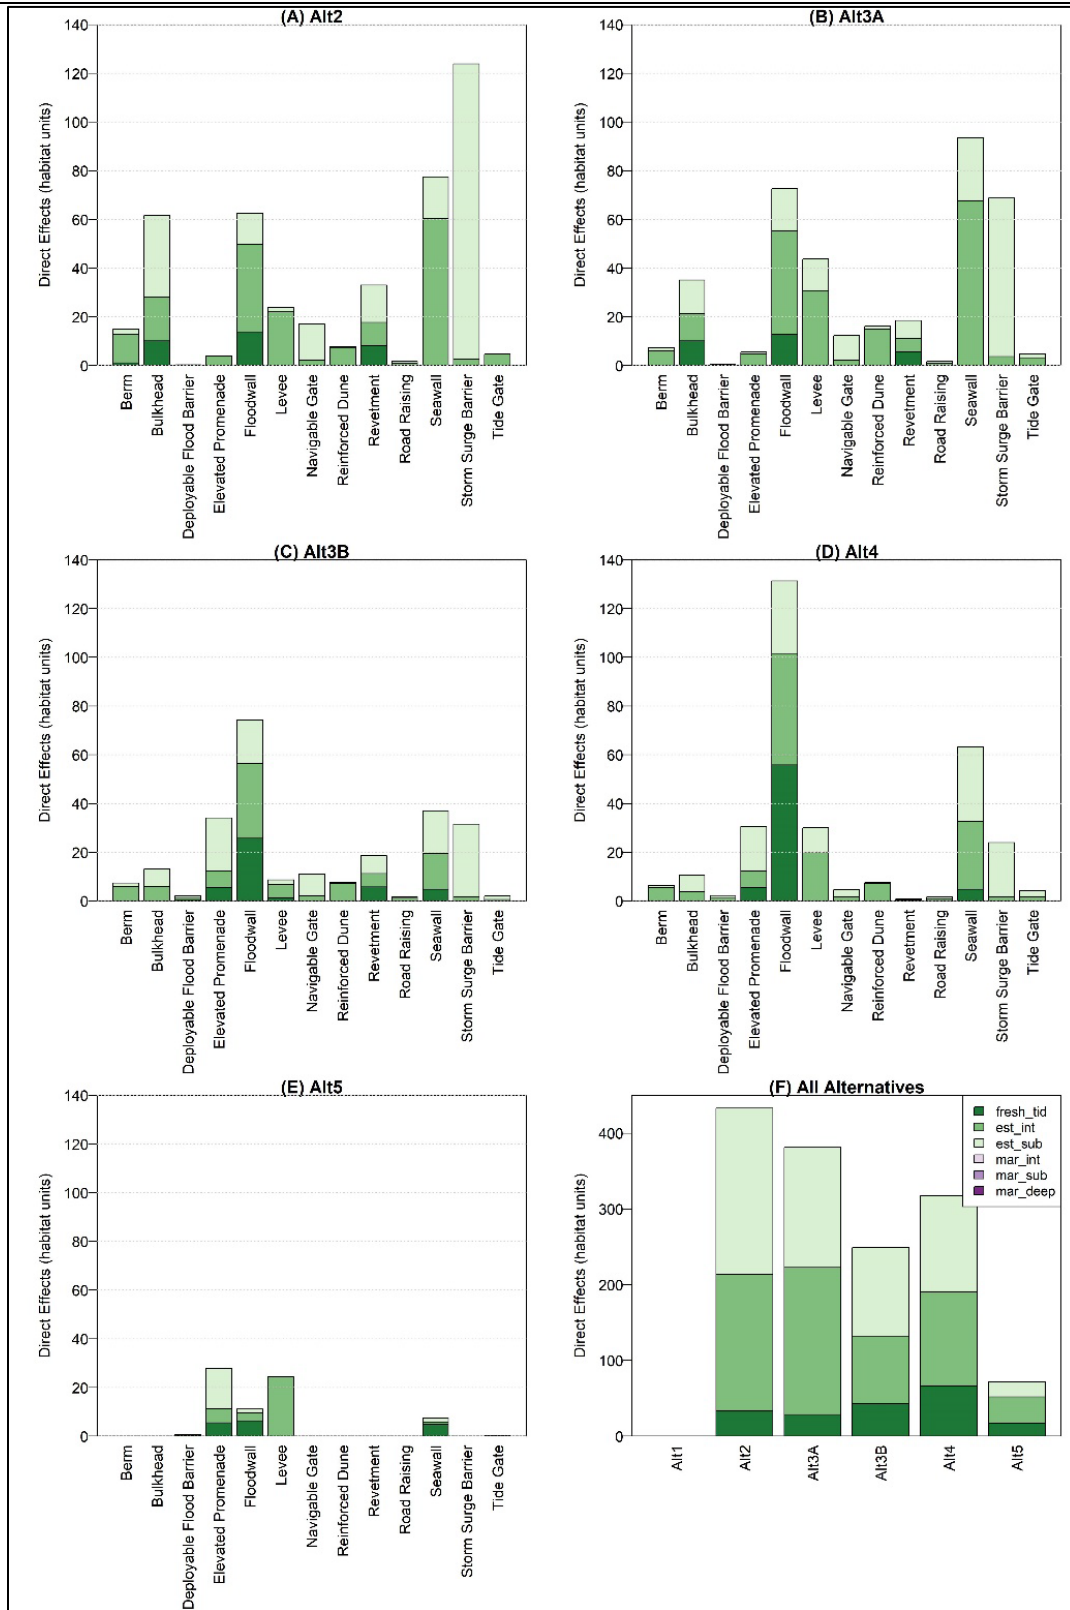 (A) Alt2
Direct Effects (habitat units)
140
120
100
80
60
40
20
0
Berm
Bulkhead
Deployable Flood Barrier
Elevated Promenade
Floodwall
Levee
Navigable Gate
Reinforced Dune
Revetment
Road Raising
Seawall
Storm Surge Barrier
Tide Gate
(B) Alt3A
Direct Effects (habitat units)
140
120
100
80
60
40
20
0
Berm
Bulkhead
Deployable Flood Barrier
Elevated Promenade
Floodwall
Levee
Navigable Gate
Reinforced Dune
Revetment
Road Raising
Seawall
Storm Surge Barrier
Tide Gate
(C) Alt3B
Direct Effects (habitat units)
140
120
100
80
60
40
20
0
Berm
Bulkhead
Deployable Flood Barrier
Elevated Promenade
Floodwall
Levee
Navigable Gate
Reinforced Dune
Revetment
Road Raising
Seawall
Storm Surge Barrier
Tide Gate
(D) Alt4
Direct Effects (habitat units)
140
120
100
80
60
40
20
0
Berm
Bulkhead
Deployable Flood Barrier
Elevated Promenade
Floodwall
Levee
Navigable Gate
Reinforced Dune
Revetment
Road Raising
Seawall
Storm Surge Barrier
Tide Gate
(E) Alt5
Direct Effects (habitat units)
140
120
100
80
60
40
20
0
Berm
Bulkhead
Deployable Flood Barrier
Elevated Promenade
Floodwall
Levee
Navigable Gate
Reinforced Dune
Revetment
Road Raising
Seawall
Storm Surge Barrier
Tide Gate
(F) All Alternatives
Direct Effects (habitat units)
400
300
200
100
0
fresh_tid
est_int
est_sub
mar_int
mar_sub
mar_deep
Alt1
Alt2
Alt3A
Alt3B
Alt4
Alt5